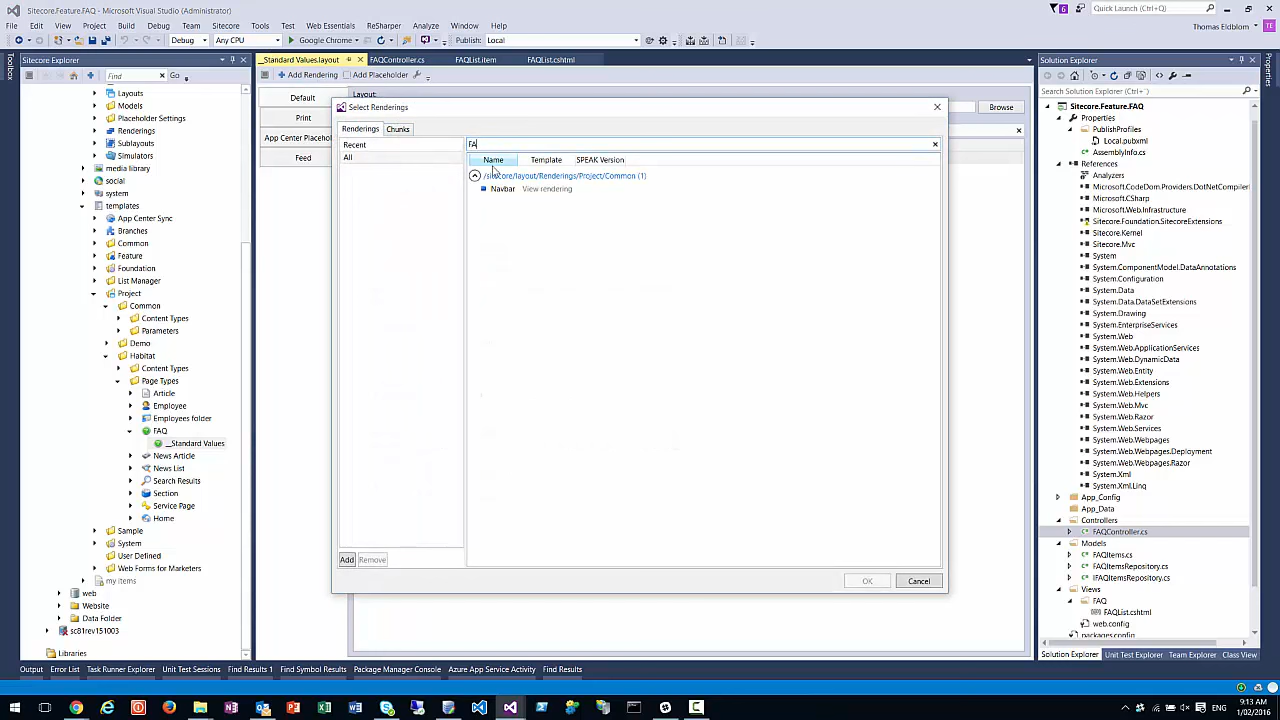 Sitecore.Feature.FAQ - Microsoft Visual Studio (Administrator)
6
Quick Launch (Ctrl+Q)
File Edit View Project Build Debug Team Sitecore Tools Test Web Essentials ReSharper Analyze Window Help
Thomas Eldblom TE
Debug Any CPU Google Chrome Publish: Local
Toolbox
Sitecore Explorer
__Standard Values.layout FAQController.cs FAQList.item FAQList.cshtml
Solution Explorer
Properties
Find Go
Add Rendering Add Placeholder
Search Solution Explorer (Ctrl+')
Layouts
Models
Placeholder Settings
Renderings
Sublayouts
Simulators
media library
social
system
templates
App Center Sync
Branches
Common
Feature
Foundation
List Manager
Project
Common
Content Types
Parameters
Demo
Habitat
Content Types
Page Types
Article
Employee
Employees folder
FAQ
__Standard Values
News Article
News List
Search Results
Section
Service Page
Home
Sample
System
User Defined
Web Forms for Marketers
my items
web
Website
Data Folder
sc81rev151003
Libraries
Default
Print
App Center Placehol
Feed
Layout:
Browse
Select Renderings
Renderings Chunks
Recent
All
FA
Name Template SPEAK Version
/sitecore/layout/Renderings/Project/Common (1)
Navbar View rendering
Add Remove
OK Cancel
Sitecore.Feature.FAQ
Properties
PublishProfiles
Local.pubxml
AssemblyInfo.cs
References
Analyzers
Microsoft.CodeDom.Providers.DotNetCompiler
Microsoft.CSharp
Microsoft.Web.Infrastructure
Sitecore.Foundation.SitecoreExtensions
Sitecore.Kernel
Sitecore.Mvc
System
System.ComponentModel.DataAnnotations
System.Configuration
System.Data
System.Data.DataSetExtensions
System.Drawing
System.EnterpriseServices
System.Web
System.Web.ApplicationServices
System.Web.DynamicData
System.Web.Entity
System.Web.Extensions
System.Web.Helpers
System.Web.Mvc
System.Web.Razor
System.Web.Services
System.Web.Webpages
System.Web.Webpages.Deployment
System.Web.Webpages.Razor
System.Xml
System.Xml.Linq
App_Config
App_Data
Controllers
FAQController.cs
Models
FAQItems.cs
FAQItemsRepository.cs
IFAQItemsRepository.cs
Views
FAQ
FAQList.cshtml
web.config
packages.config
Solution Explorer Unit Test Explorer Team Explorer Class View
Output Error List Task Runner Explorer Unit Test Sessions Find Results 1 Find Symbol Results Package Manager Console Azure App Service Activity Find Results
9:13 AM
1/02/2016